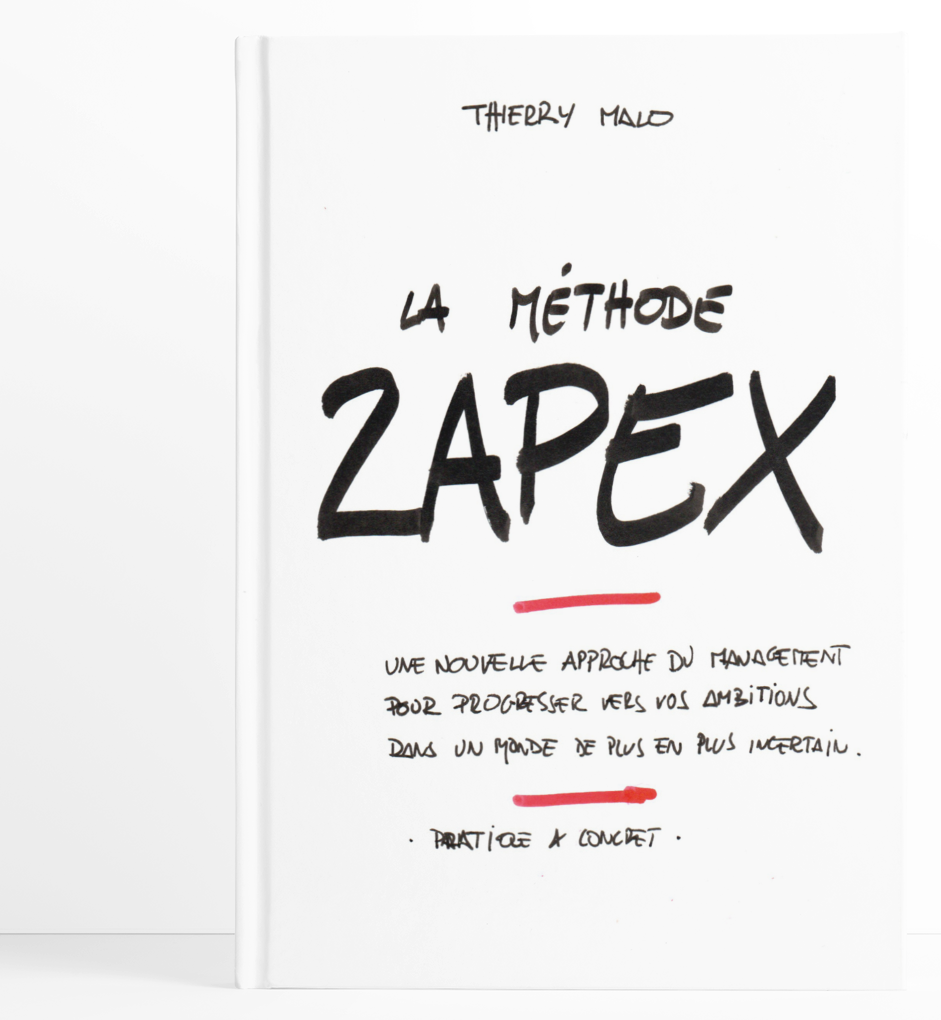 THIERRY MALO
LA MÉTHODE
ZAPEX
UNE NOUVELLE APPROCHE DU MANAGEMENT
POUR PROGRESSER VERS VOS AMBITIONS
DANS UN MONDE DE PLUS EN PLUS INCERTAIN.
· PRATIQUE & CONCRET ·